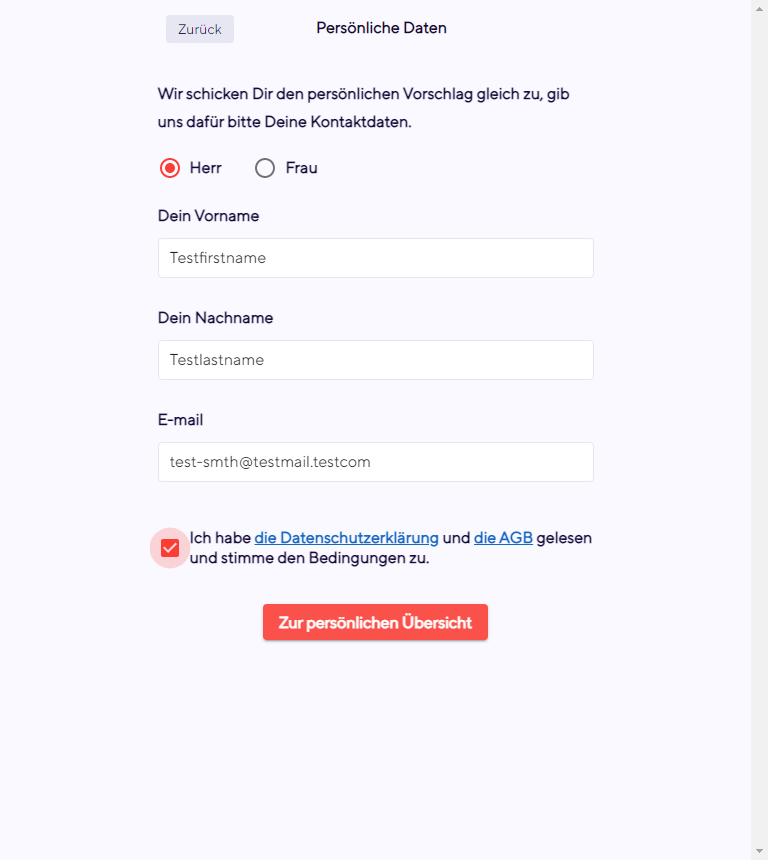 Zurück
Persönliche Daten
Wir schicken Dir den persönlichen Vorschlag gleich zu, gib
uns dafür bitte Deine Kontaktdaten.
Herr
Frau
Dein Vorname
Testfirstname
Dein Nachname
Testlastname
E-mail
test-smth@testmail.testcom
Ich habe die Datenschutzerklärung und die AGB gelesen
und stimme den Bedingungen zu.
Zur persönlichen Übersicht